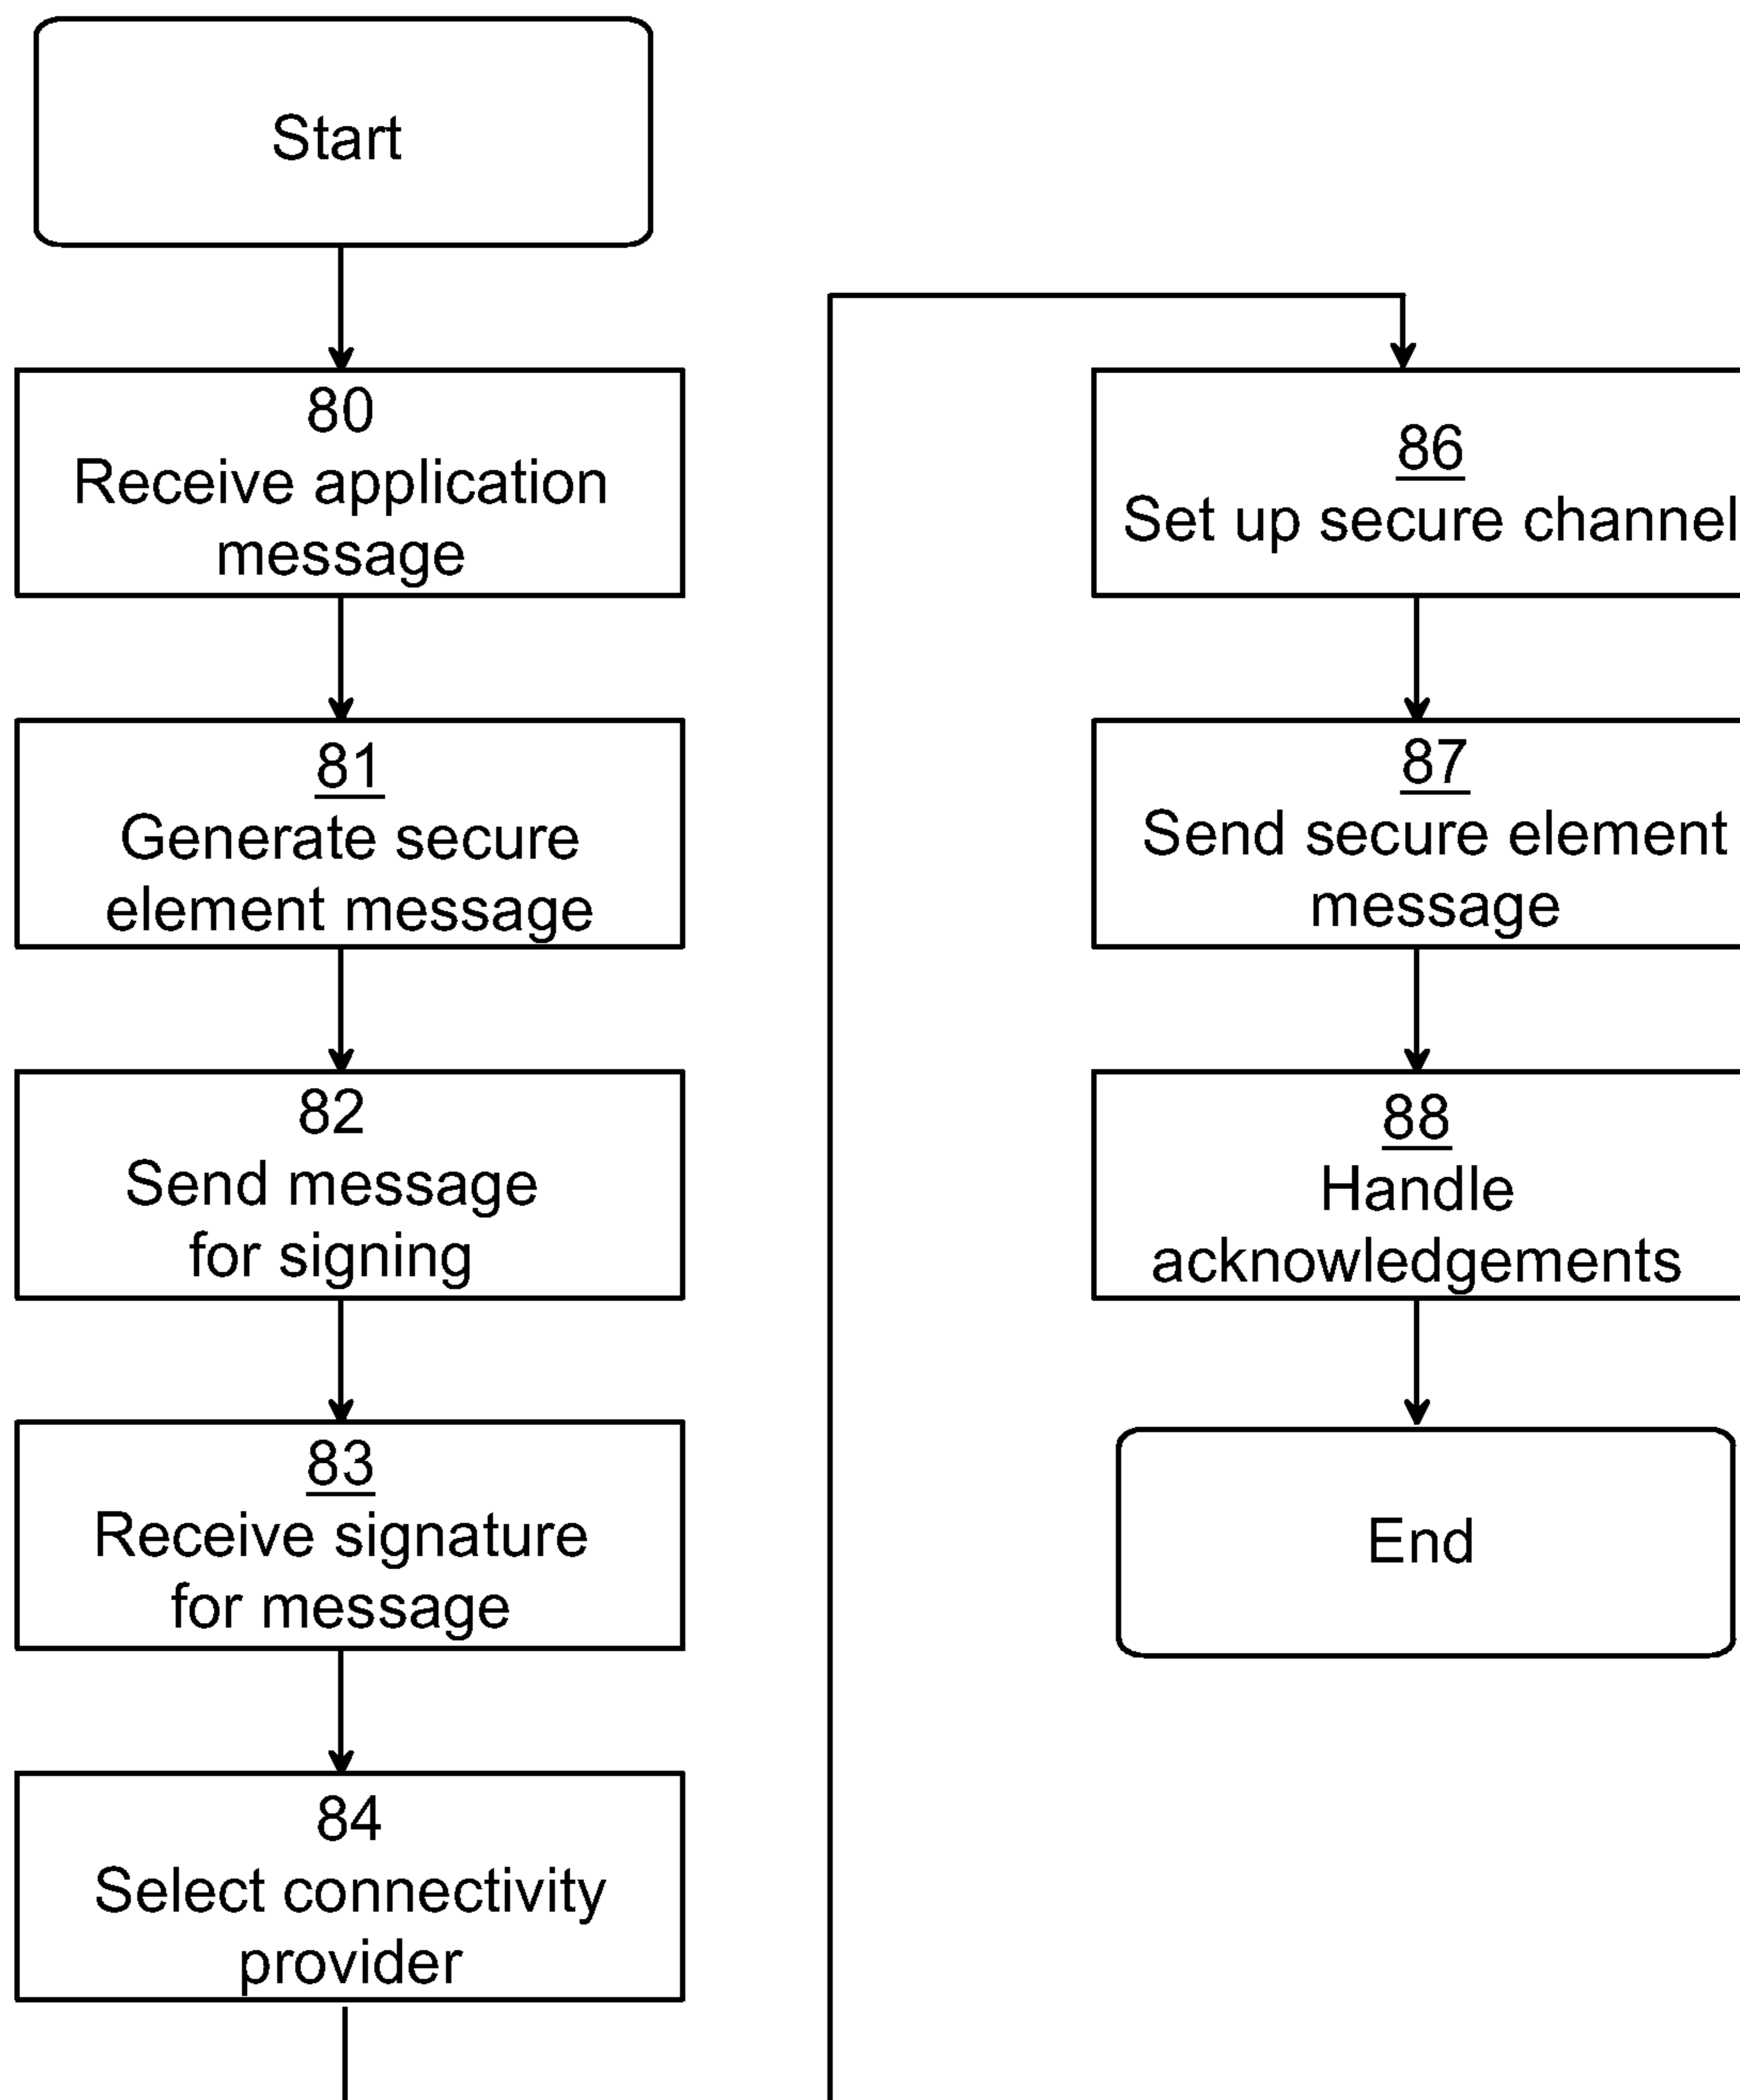 Start
80
Receive application
message
81
Generate secure
element message
82
Send message
for signing
83
Receive signature
for message
84
Select connectivity
provider
86
Set up secure channel
87
Send secure element
message
88
Handle
acknowledgements
End